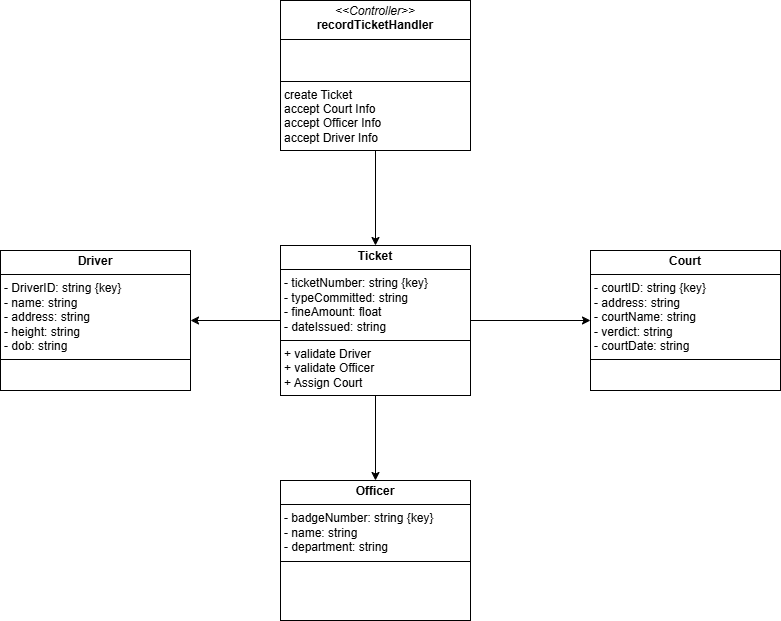 <<Controller>>
recordTicketHandler
create Ticket
accept Court Info
accept Officer Info
accept Driver Info
Driver
- DriverID: string {key}
- name: string
- address: string
- height: string
- dob: string
Ticket
- ticketNumber: string {key}
- typeCommitted: string
- fineAmount: float
- dateIssued: string
+ validate Driver
+ validate Officer
+ Assign Court
Court
- courtID: string {key}
- address: string
- courtName: string
- verdict: string
- courtDate: string
Officer
- badgeNumber: string {key}
- name: string
- department: string